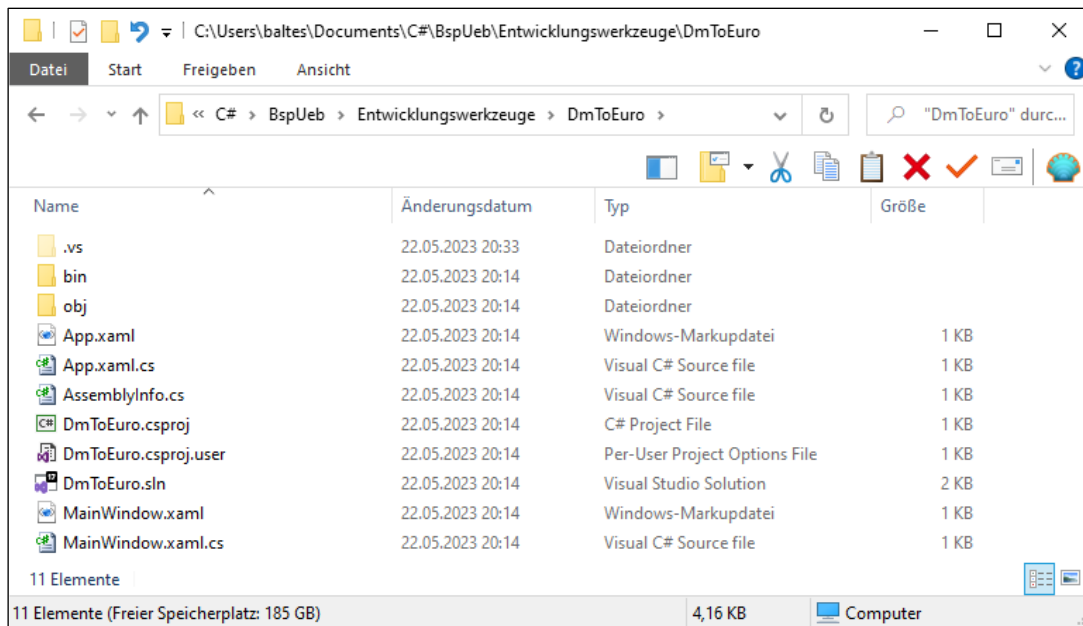 C:\Users\baltes\Documents\C#\BspUeb\Entwicklungswerkzeuge\DmToEuro
Datei Start Freigeben Ansicht ?
« C# > BspUeb > Entwicklungswerkzeuge > DmToEuro > "DmToEuro" durc...
Name Änderungsdatum Typ Größe
.vs 22.05.2023 20:33 Dateiordner
bin 22.05.2023 20:14 Dateiordner
obj 22.05.2023 20:14 Dateiordner
App.xaml 22.05.2023 20:14 Windows-Markupdatei 1 KB
App.xaml.cs 22.05.2023 20:14 Visual C# Source file 1 KB
AssemblyInfo.cs 22.05.2023 20:14 Visual C# Source file 1 KB
DmToEuro.csproj 22.05.2023 20:14 C# Project File 1 KB
DmToEuro.csproj.user 22.05.2023 20:14 Per-User Project Options File 1 KB
DmToEuro.sln 22.05.2023 20:14 Visual Studio Solution 2 KB
MainWindow.xaml 22.05.2023 20:14 Windows-Markupdatei 1 KB
MainWindow.xaml.cs 22.05.2023 20:14 Visual C# Source file 1 KB
11 Elemente
11 Elemente (Freier Speicherplatz: 185 GB) 4,16 KB Computer